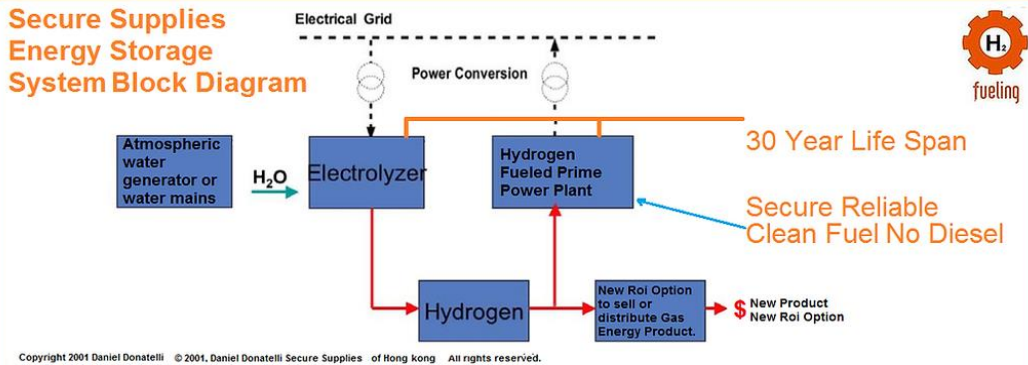 Secure Supplies
Energy Storage
System Block Diagram
Electrical Grid
H₂
fueling
Power Conversion
30 Year Life Span
Atmospheric
water
generator or
water mains
H₂O
Electrolyzer
Hydrogen
Fueled Prime
Power Plant
Secure Reliable
Clean Fuel No Diesel
Hydrogen
New Roi Option
to sell or
distribute Gas
Energy Product.
$ New Product
New Roi Option
Copyright 2001 Daniel Donatelli © 2001, Daniel Donatelli Secure Supplies of Hong kong All rights reserved.